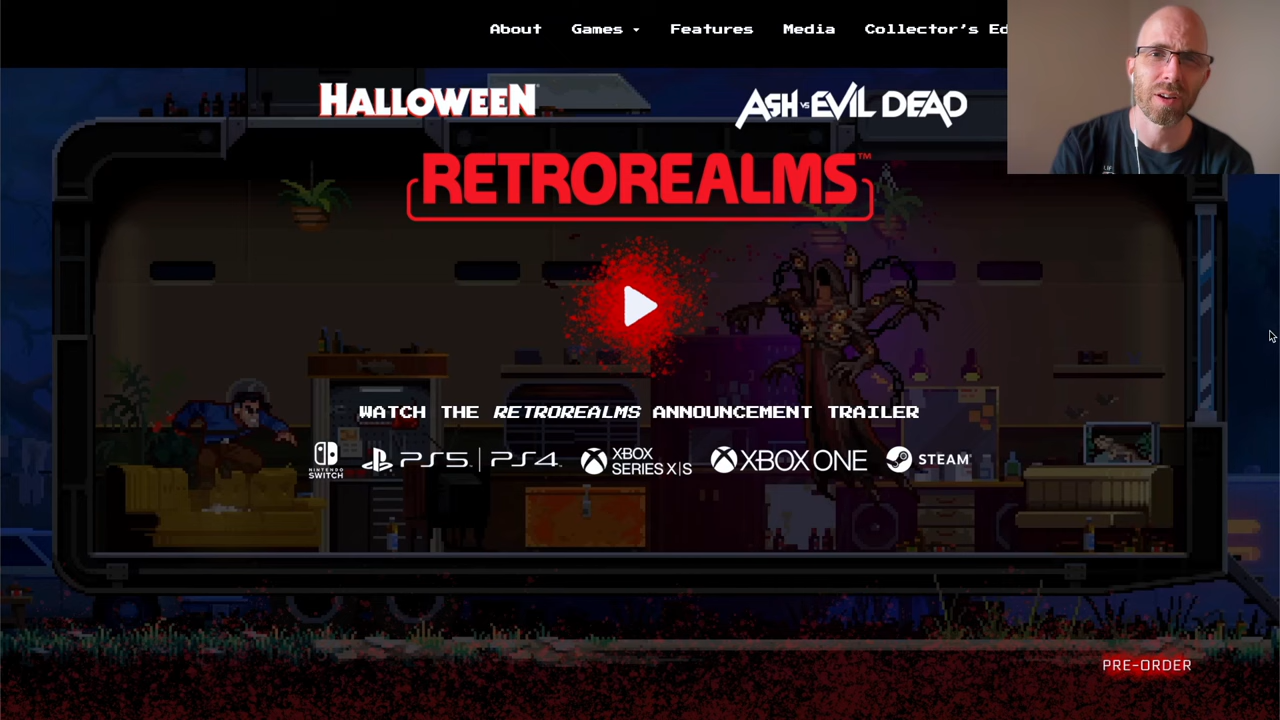 About Games Features Media Collector's Ed
HALLOWEEN
ASH vs EVIL DEAD
RETROREALMS™
WATCH THE RETROREALMS ANNOUNCEMENT TRAILER
NINTENDO SWITCH PS5 PS4 XBOX SERIES X|S XBOX ONE STEAM
PRE-ORDER